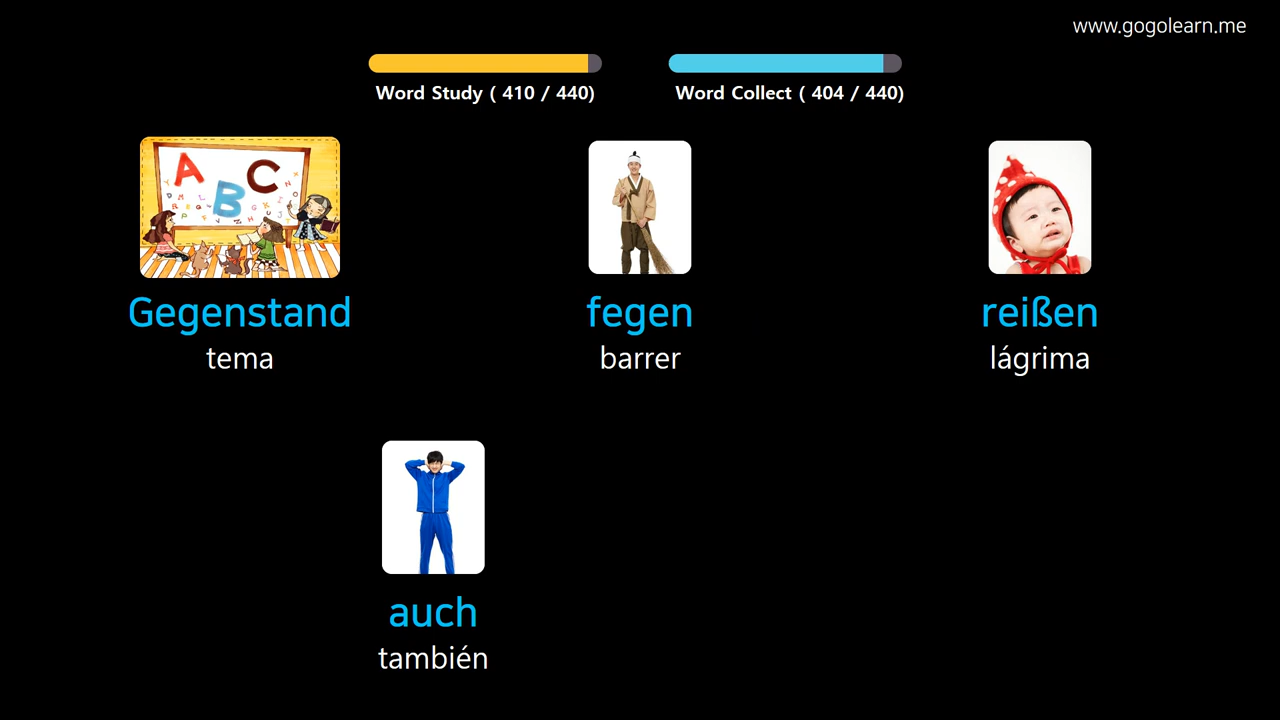 www.gogolearn.me
Word Study ( 410 / 440)
Word Collect ( 404 / 440)
A B C
Gegenstand
tema
fegen
barrer
reißen
lágrima
auch
también